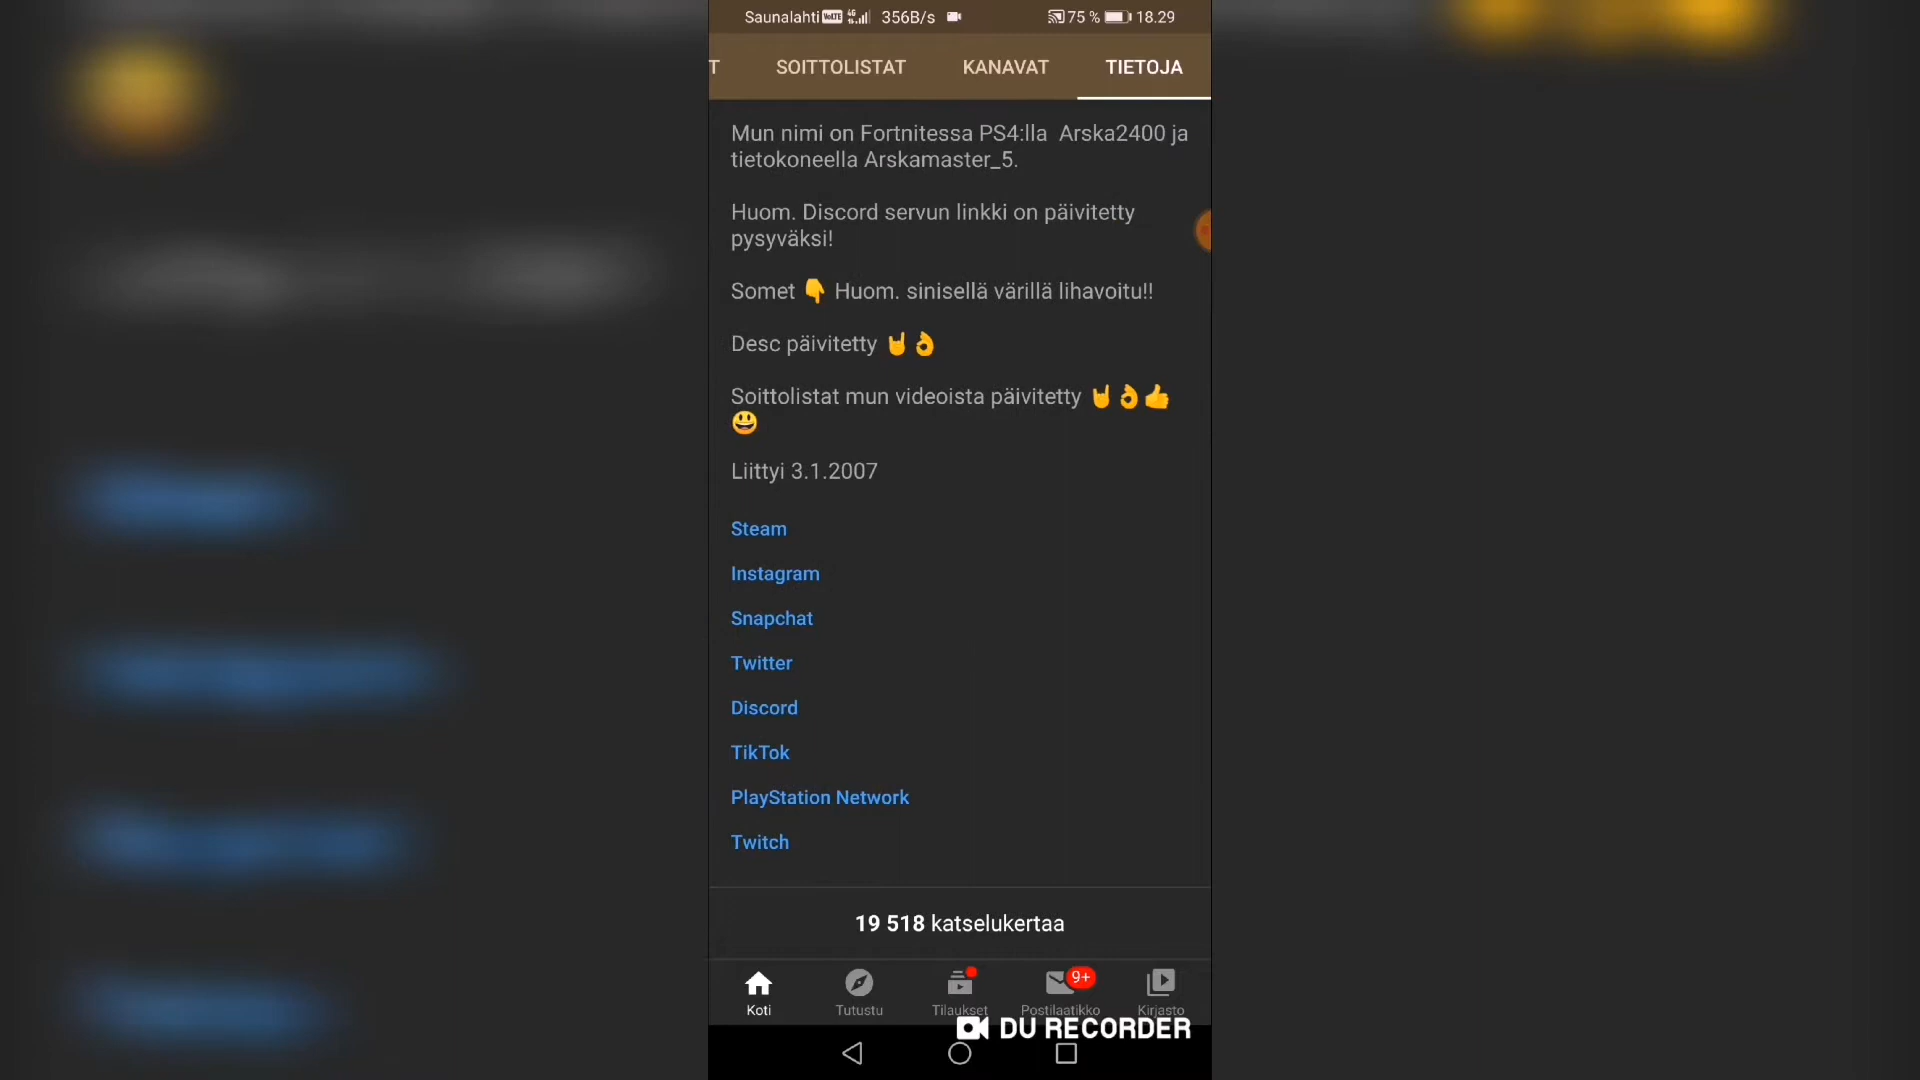 Saunalahti VoLTE 4G 356B/s 75 % 18.29
T SOITTOLISTAT KANAVAT TIETOJA
Mun nimi on Fortnitessa PS4:lla Arska2400 ja
tietokoneella Arskamaster_5.
Huom. Discord servun linkki on päivitetty
pysyväksi!
Somet 👇 Huom. sinisellä värillä lihavoitu!!
Desc päivitetty 🤘👌
Soittolistat mun videoista päivitetty 🤘👌👍
😃
Liittyi 3.1.2007
Steam
Instagram
Snapchat
Twitter
Discord
TikTok
PlayStation Network
Twitch
19 518 katselukertaa
9+
Koti Tutustu Tilaukset Postilaatikko Kirjasto
DU RECORDER